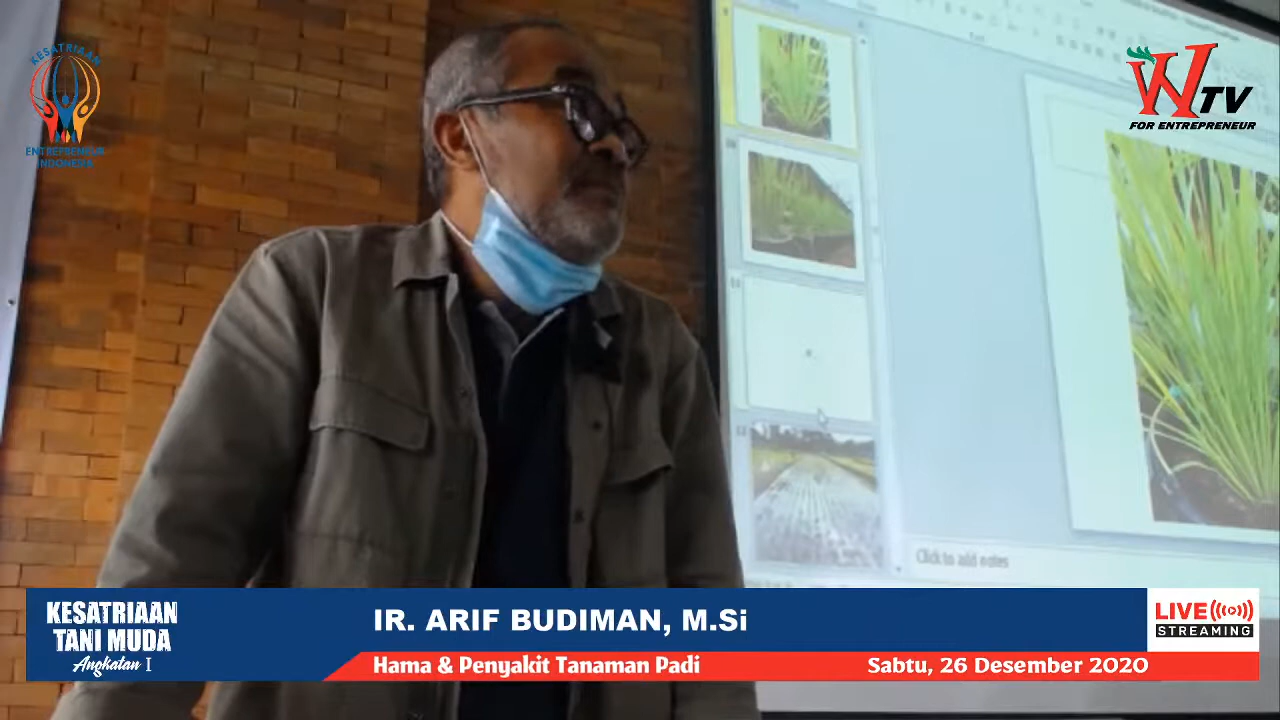 KESATRIAAN
ENTREPRENEUR
INDONESIA
WTV
FOR ENTREPRENEUR
Click to add notes
KESATRIAAN
TANI MUDA
Angkatan I
IR. ARIF BUDIMAN, M.Si
Hama & Penyakit Tanaman Padi
Sabtu, 26 Desember 2020
LIVE
STREAMING